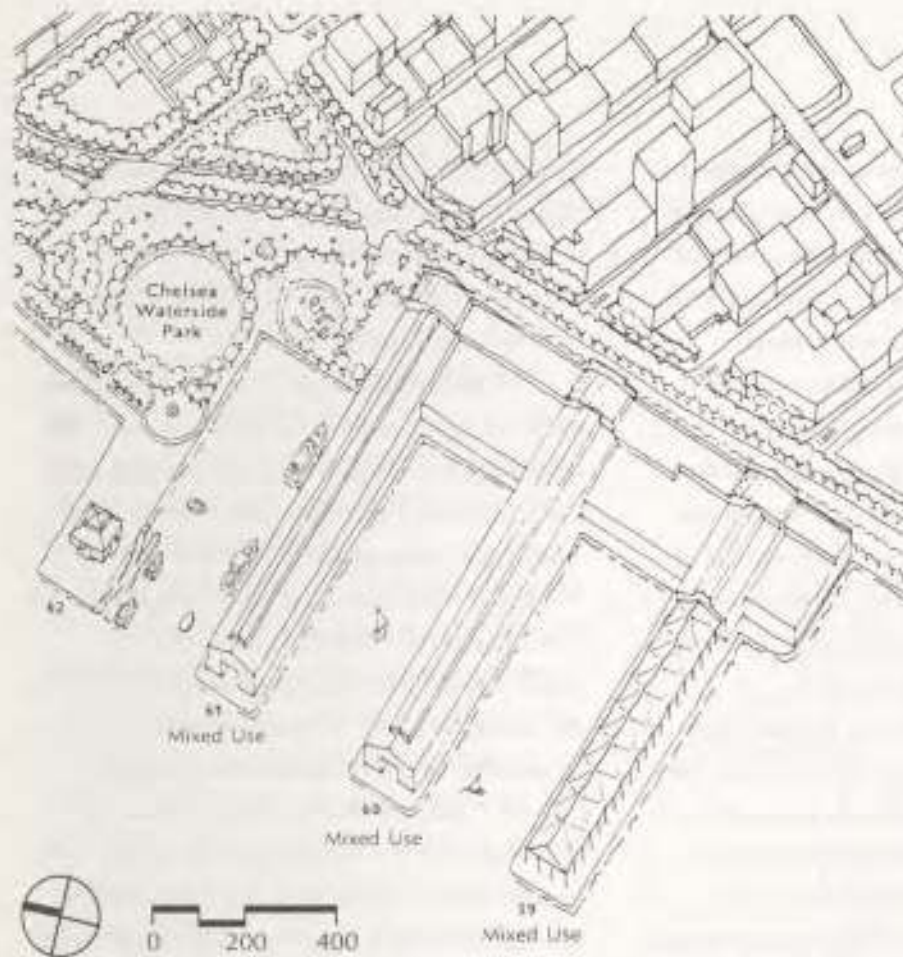 Chelsea
Waterside
Park
62
61
Mixed Use
60
Mixed Use
59
Mixed Use
0 200 400